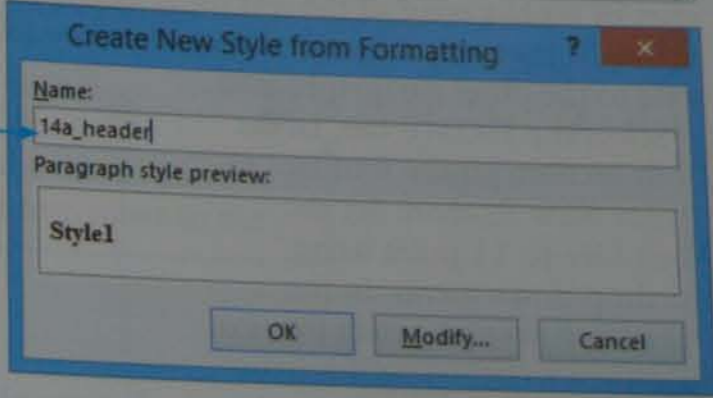 Create New Style from Formatting ? ×
Name:
14a_header
Paragraph style preview:
Style1
OK Modify... Cancel